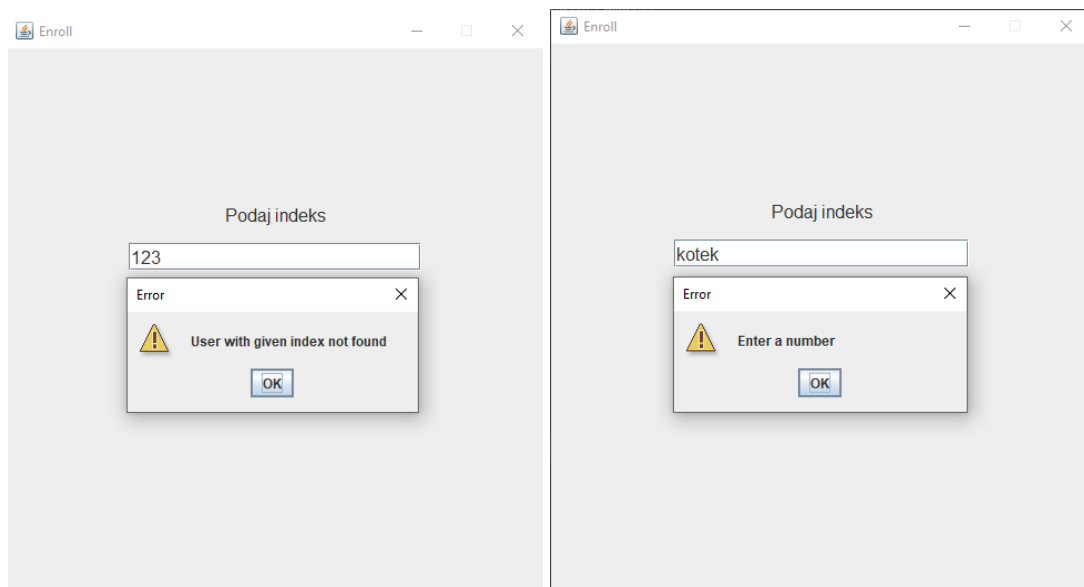 Enroll
Podaj indeks
123
Error
User with given index not found
OK
Enroll
Podaj indeks
kotek
Error
Enter a number
OK